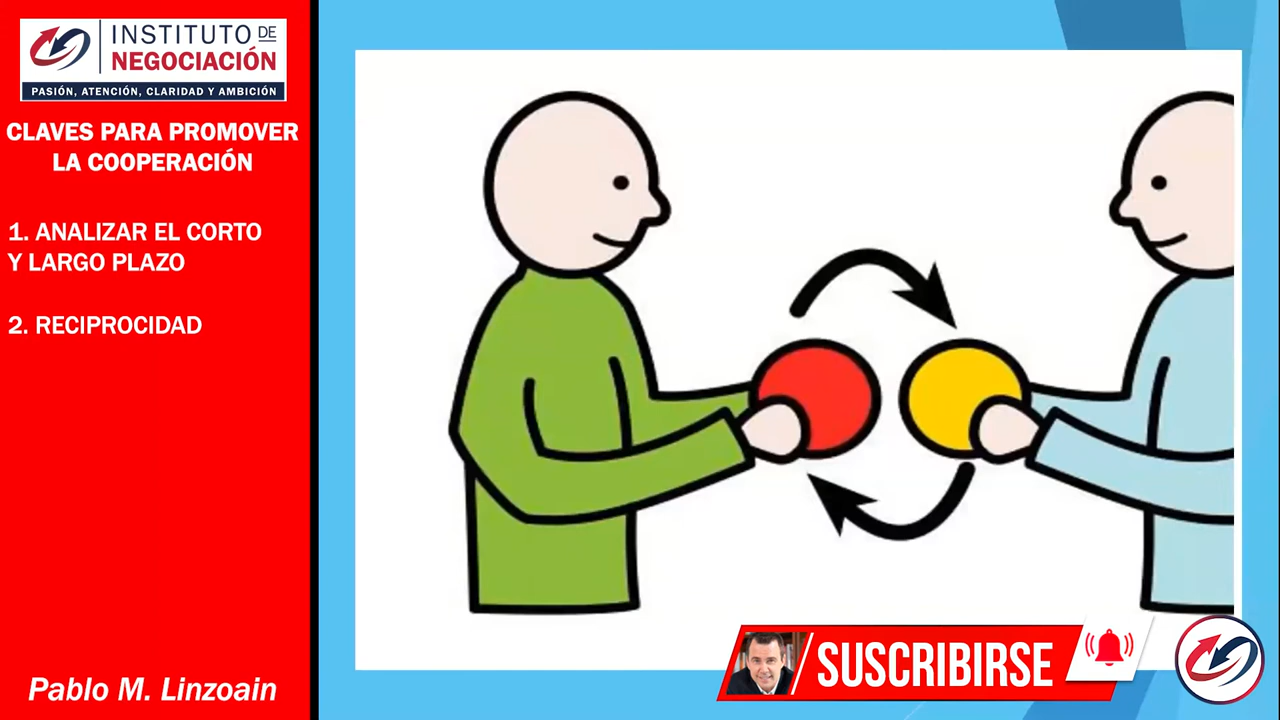 INSTITUTO DE
NEGOCIACIÓN
PASIÓN, ATENCIÓN, CLARIDAD Y AMBICIÓN
CLAVES PARA PROMOVER
LA COOPERACIÓN
1. ANALIZAR EL CORTO
Y LARGO PLAZO
2. RECIPROCIDAD
Pablo M. Linzoain
SUSCRIBIRSE